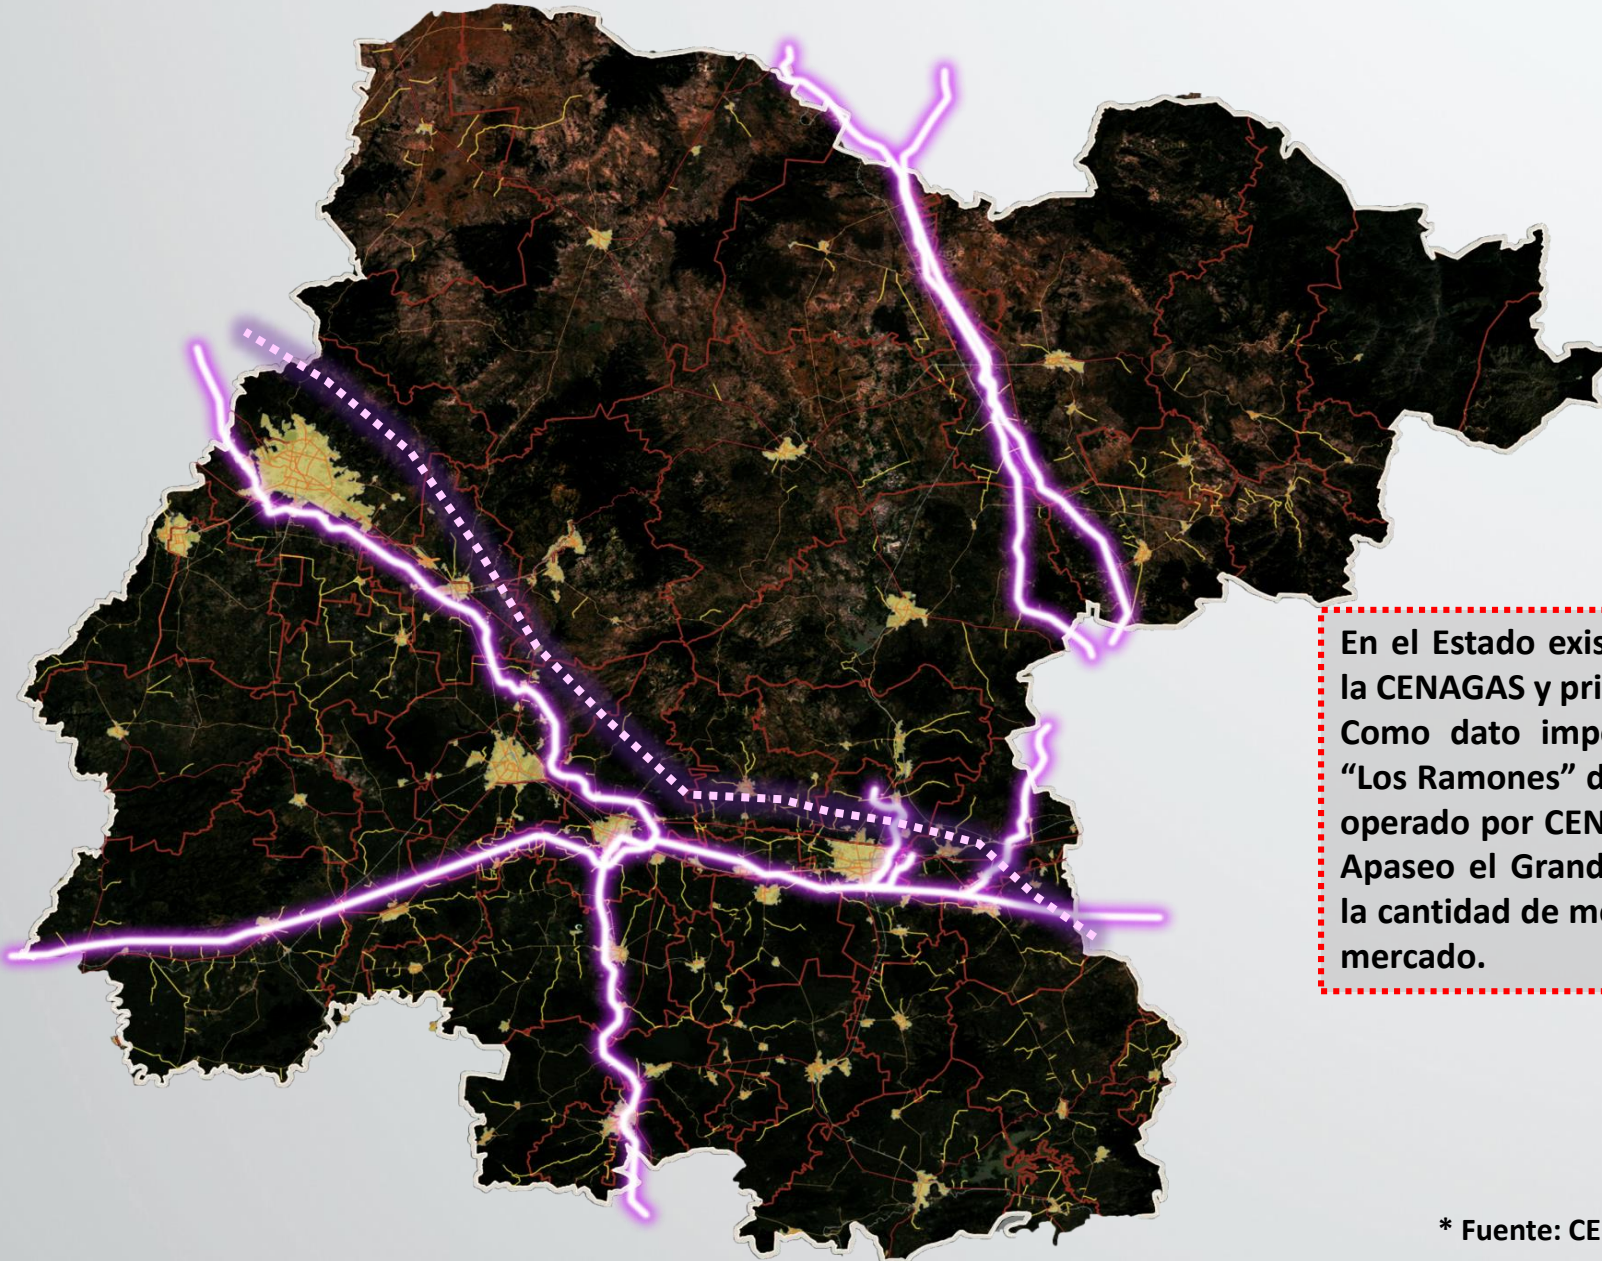 En el Estado exis
la CENAGAS y pri
Como dato imp
“Los Ramones” d
operado por CEN
Apaseo el Grand
la cantidad de m
mercado.
* Fuente: CE